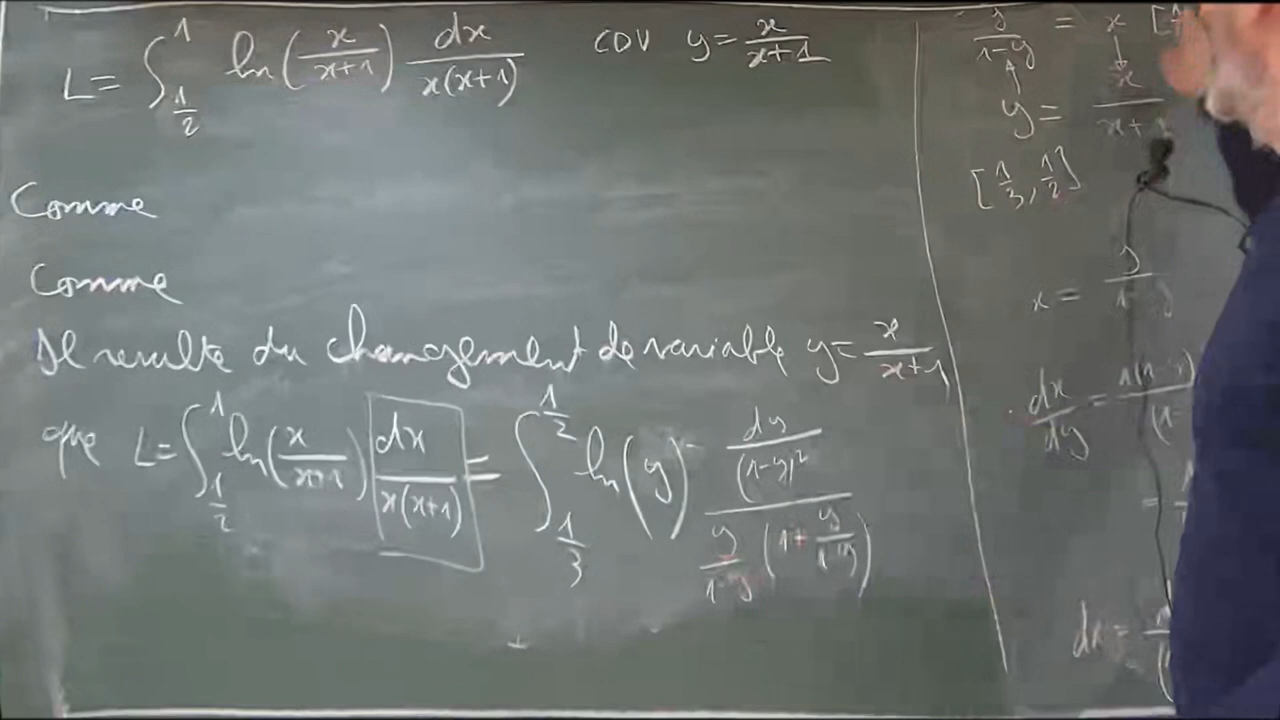 L = ∫_{1/2}^{1} ln(x/(x+1)) dx/(x(x+1)) CDV y = x/(x+1)
Comme
Comme
Il resulte du changement de variable y = x/(x+1)
que L = ∫_{1/2}^{1} ln(x/(x+1)) dx/(x(x+1)) = ∫_{1/3}^{1/2} ln(y) (dy/(1-y)²)/((y/(1-y))(1+y/(1-y)))
y/(1-y) = x
y = x/(x+1)
[1/3, 1/2]
x = y/(1-y)
dx/dy =
=
dx =